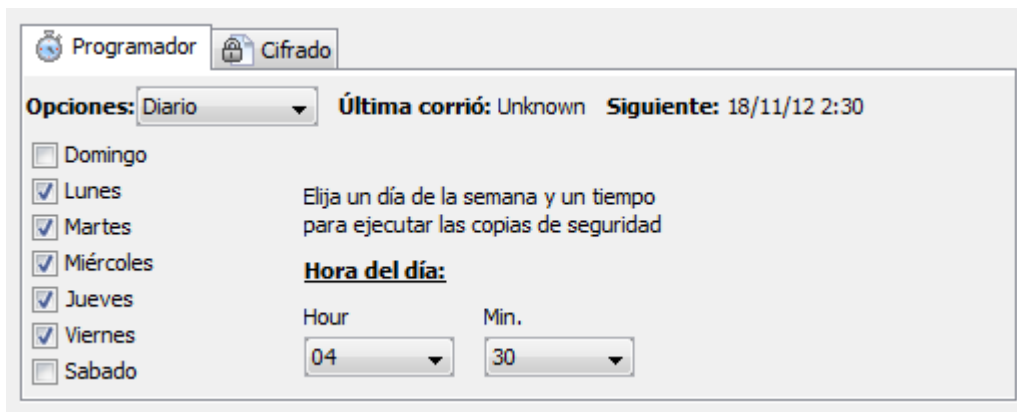 Programador Cifrado
Opciones: Diario Última corrió: Unknown Siguiente: 18/11/12 2:30
Domingo
Lunes
Martes
Miércoles
Jueves
Viernes
Sabado
Elija un día de la semana y un tiempo
para ejecutar las copias de seguridad
Hora del día:
Hour Min.
04 30